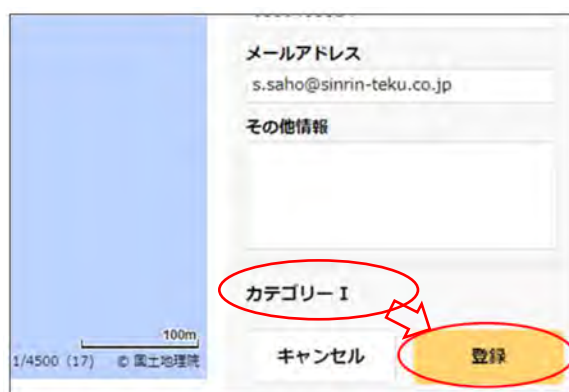 メールアドレス
s.saho@sinrin-teku.co.jp
その他情報
カテゴリー I
100m
1/4500 (17) © 国土地理院
キャンセル
登録